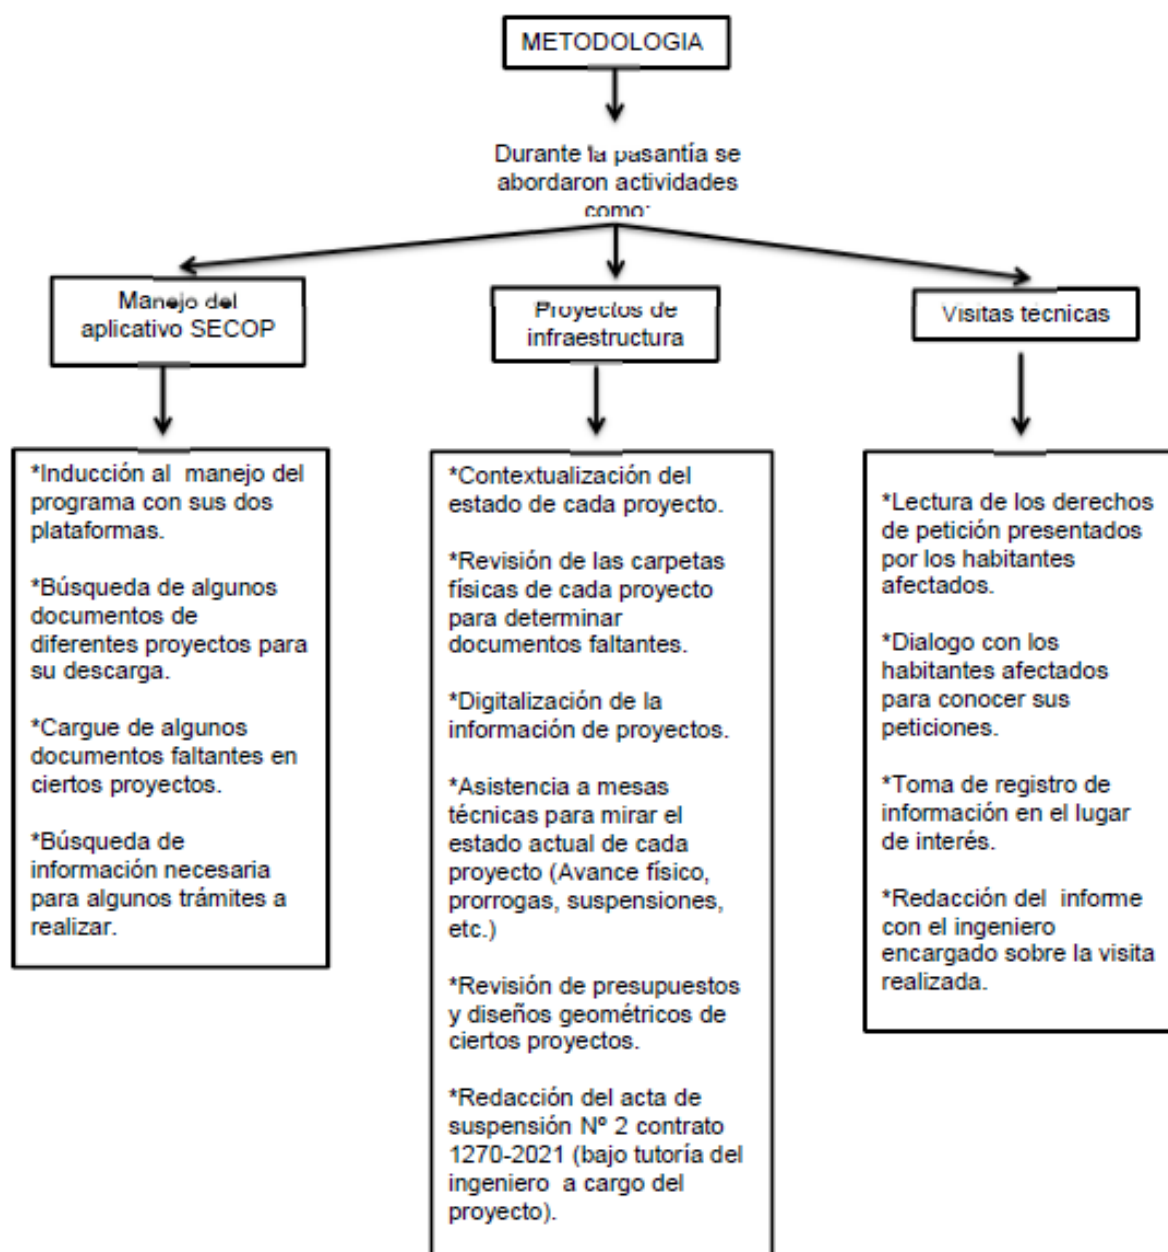 METODOLOGIA
Durante la pasantía se
abordaron actividades
como:
Manejo del
aplicativo SECOP
Proyectos de
infraestructura
Visitas técnicas
*Inducción al manejo del
programa con sus dos
plataformas.
*Búsqueda de algunos
documentos de
diferentes proyectos para
su descarga.
*Cargue de algunos
documentos faltantes en
ciertos proyectos.
*Búsqueda de
información necesaria
para algunos trámites a
realizar.
*Contextualización del
estado de cada proyecto.
*Revisión de las carpetas
físicas de cada proyecto
para determinar
documentos faltantes.
*Digitalización de la
información de proyectos.
*Asistencia a mesas
técnicas para mirar el
estado actual de cada
proyecto (Avance físico,
prorrogas, suspensiones,
etc.)
*Revisión de presupuestos
y diseños geométricos de
ciertos proyectos.
*Redacción del acta de
suspensión Nº 2 contrato
1270-2021 (bajo tutoría del
ingeniero a cargo del
proyecto).
*Lectura de los derechos
de petición presentados
por los habitantes
afectados.
*Dialogo con los
habitantes afectados
para conocer sus
peticiones.
*Toma de registro de
información en el lugar
de interés.
*Redacción del informe
con el ingeniero
encargado sobre la visita
realizada.